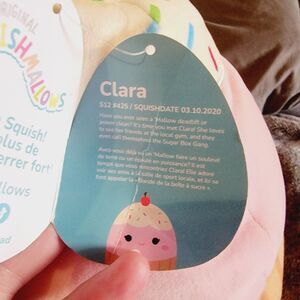 ORIGINAL
SQUISHMALLOWS
Squish!
plus de
errer fort!
llows
ad
Clara
S12 #425 / SQUISHDATE 03.10.2020
Have you ever seen a 'Mallow deadlift or
power clean? It's time you met Clara! She loves
to see her friends at the local gym, and they
even call themselves the Sugar Box Gang.
Avez-vous déjà vu un 'Mallow faire un soulevé
de terre ou un épaulé en puissance? Il est
temps que vous rencontriez Clara! Elle adore
voir ses amis à la salle de sport locale, et ils se
font appeler la « Bande de la boîte à sucre ».